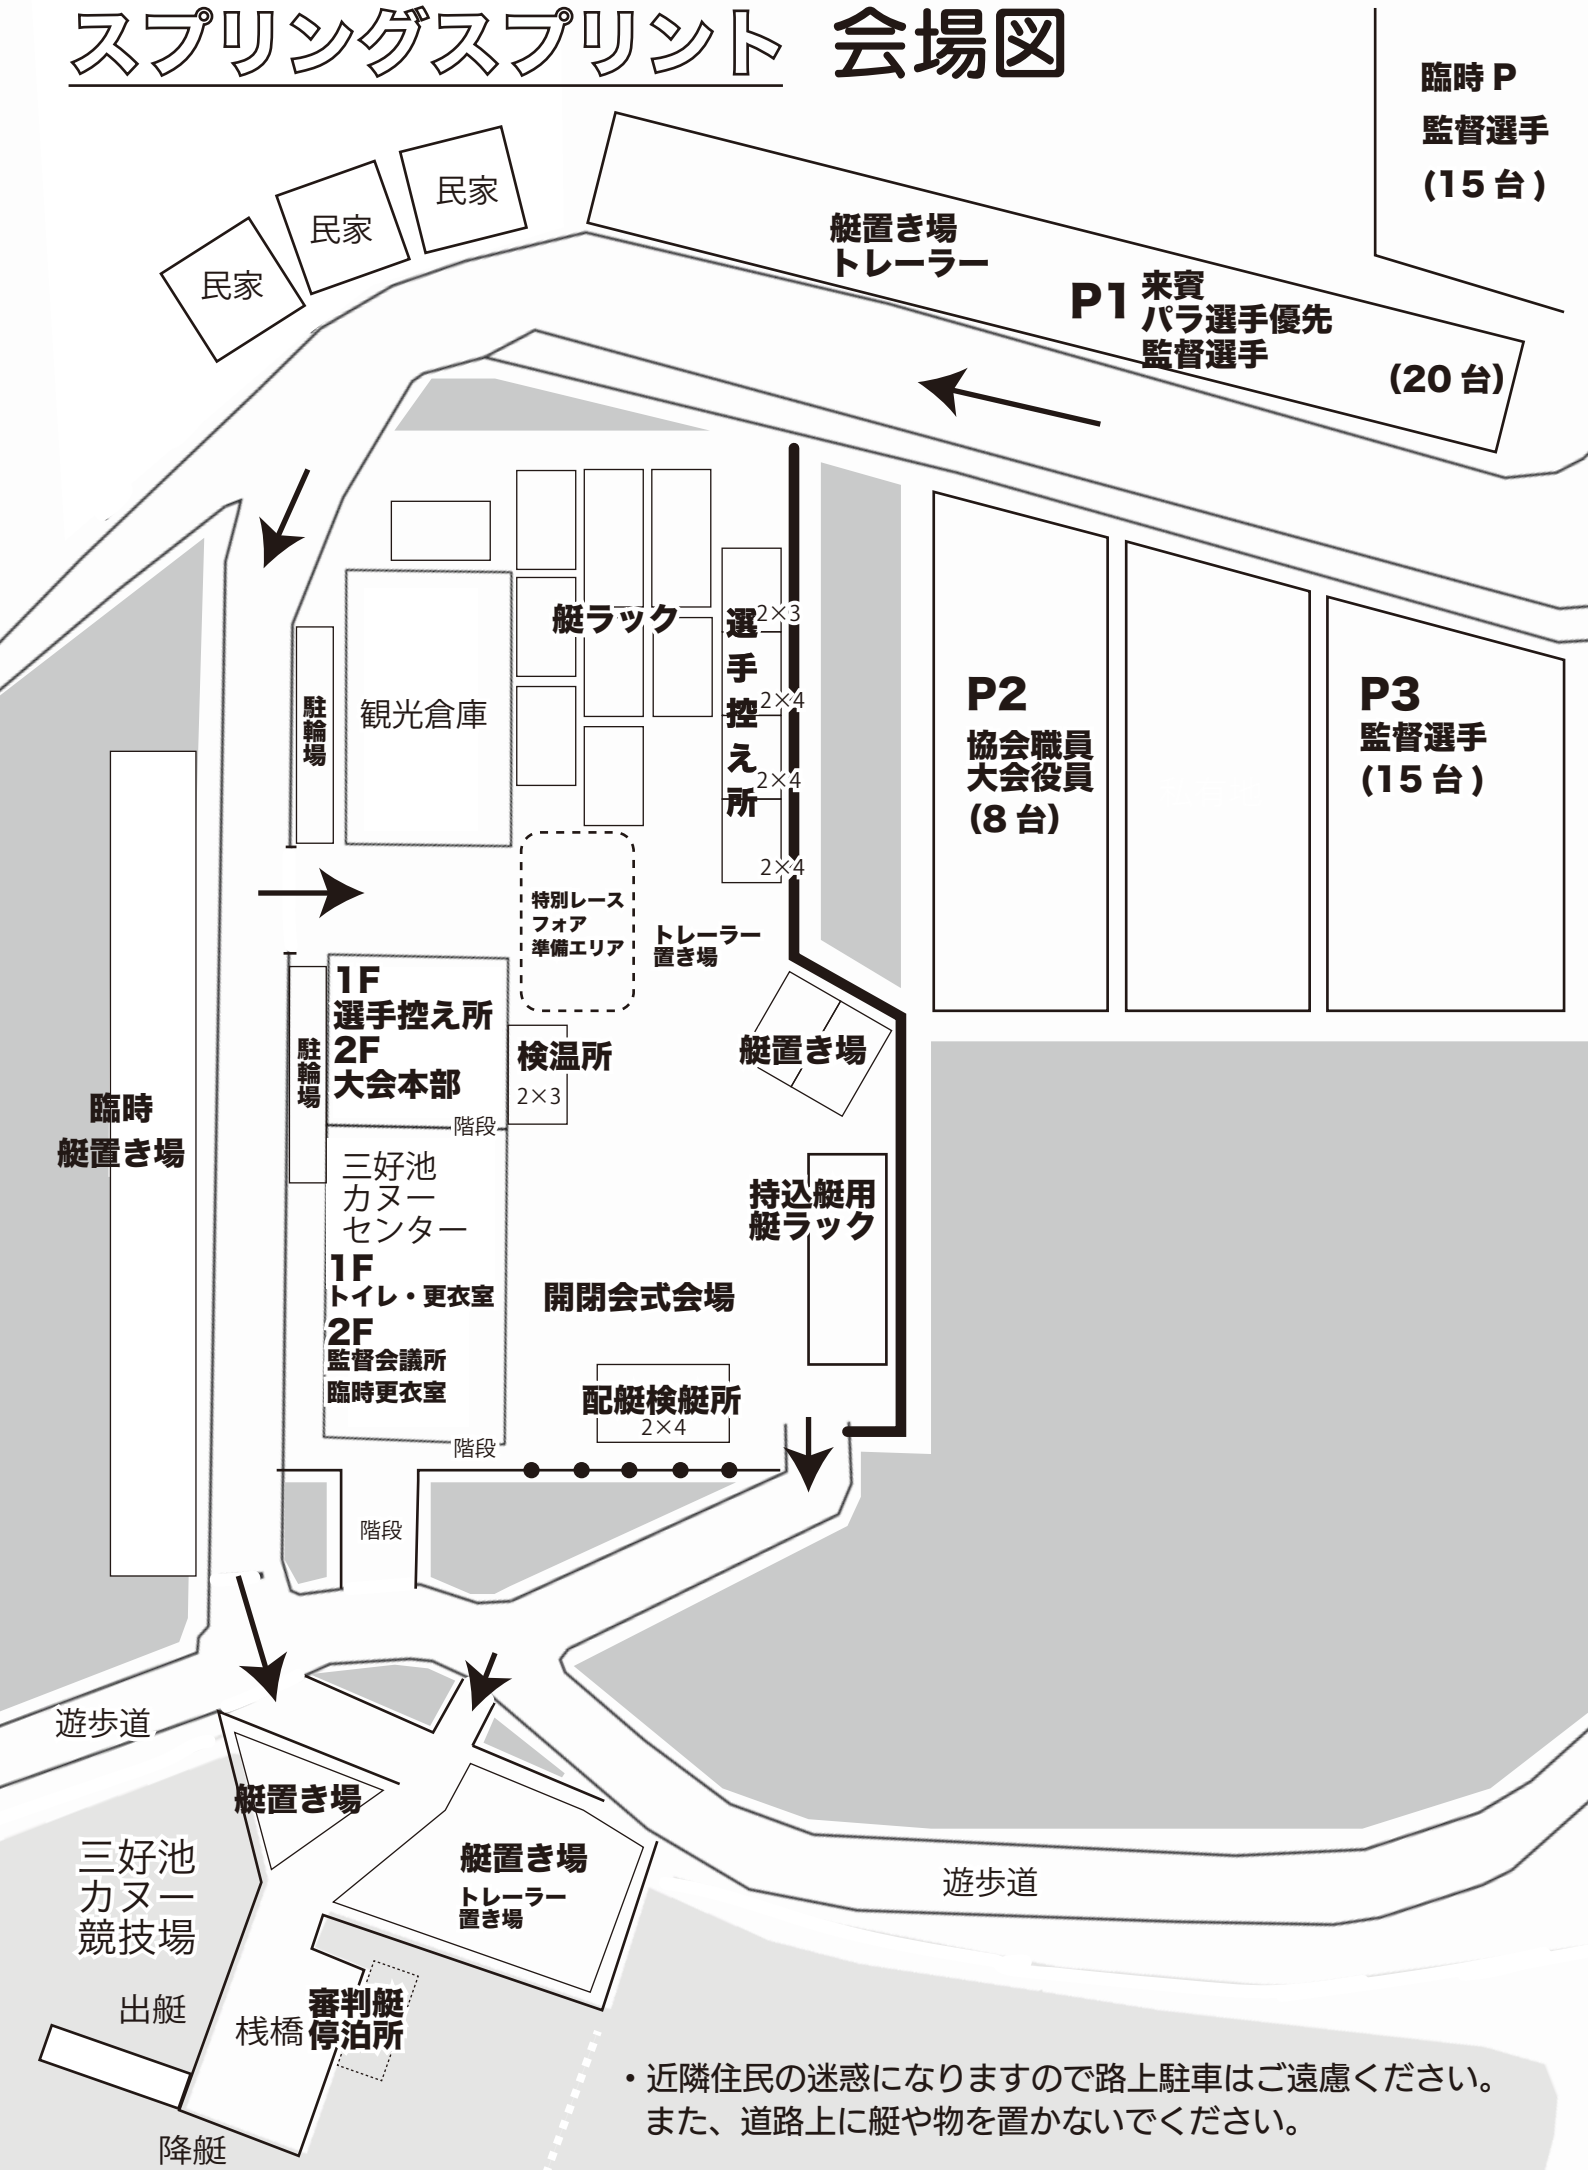 スプリングスプリント 会場図
臨時 P
監督選手
(15 台 )
民家
民家
民家
艇置き場
トレーラー
P1 来賓
パラ選手優先
監督選手
(20 台)
艇ラック
選手控え所
2×3
2×4
2×4
2×4
駐輪場
観光倉庫
P2
協会職員
大会役員
(8 台)
P3
監督選手
(15 台 )
特別レース
フォア
準備エリア
トレーラー
置き場
1F
選手控え所
2F
大会本部
駐輪場
検温所
2×3
階段
艇置き場
臨時
艇置き場
三好池
カヌー
センター
1F
トイレ・更衣室
2F
監督会議所
臨時更衣室
階段
持込艇用
艇ラック
開閉会式会場
配艇検艇所
2×4
階段
遊歩道
艇置き場
艇置き場
トレーラー
置き場
遊歩道
三好池
カヌー
競技場
出艇
桟橋
審判艇
停泊所
降艇
・近隣住民の迷惑になりますので路上駐車はご遠慮ください。
また、道路上に艇や物を置かないでください。